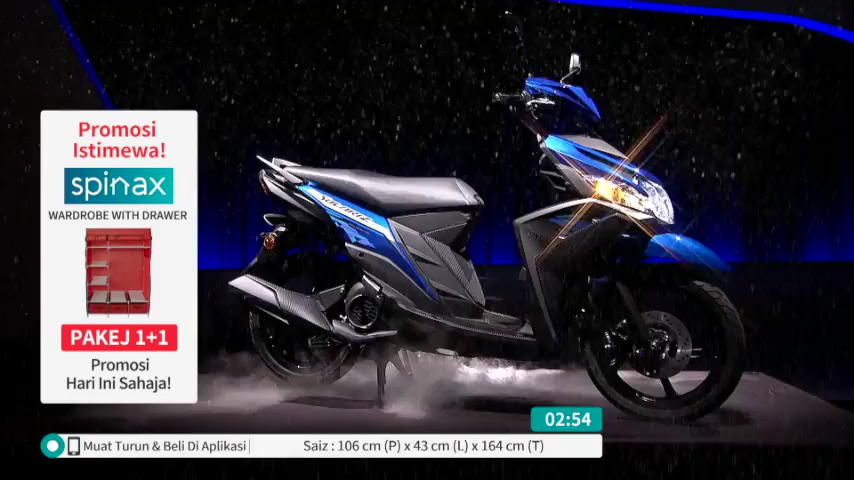 Promosi
Istimewa!
spinax
WARDROBE WITH DRAWER
PAKEJ 1+1
Promosi
Hari Ini Sahaja!
SOLARIZ
02:54
Muat Turun & Beli Di Aplikasi
Saiz : 106 cm (P) x 43 cm (L) x 164 cm (T)